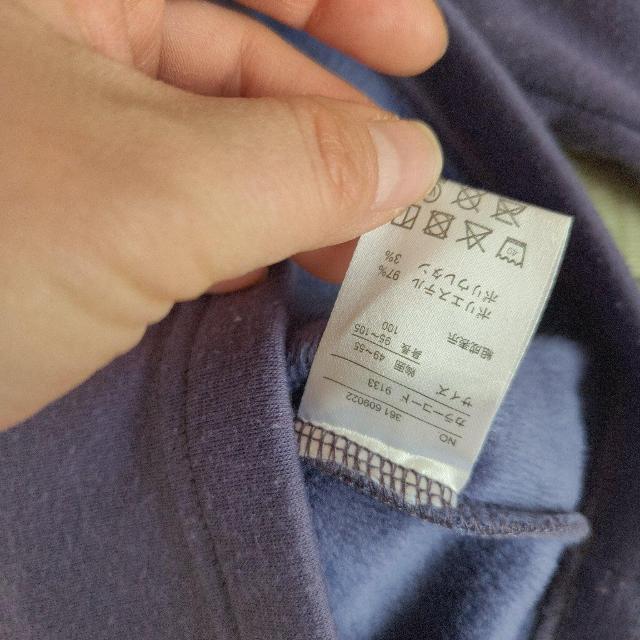 NO 361 609022
カラーコード 9133
サイズ 100
身長 95-105
胸囲 49-55
組成表示
ポリエステル 97%
ポリウレタン 3%